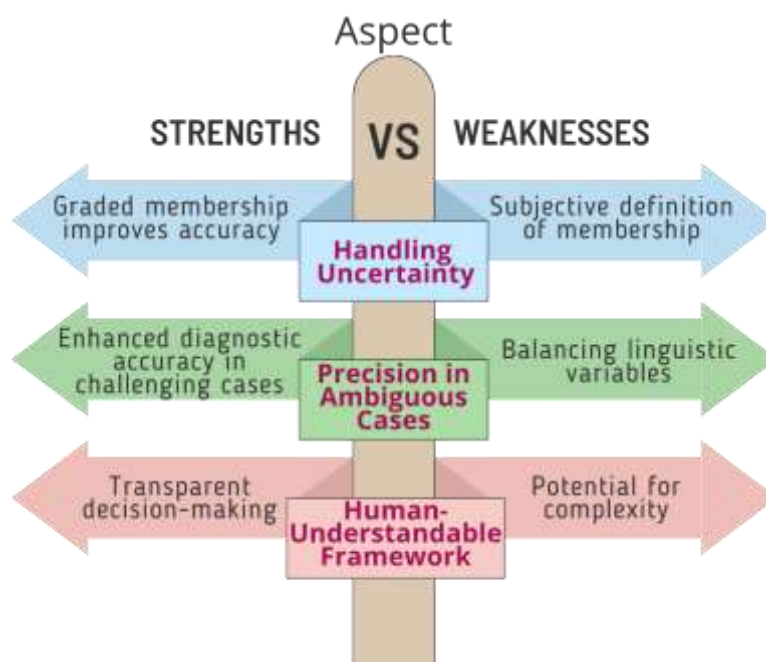 Aspect
STRENGTHS VS WEAKNESSES
Graded membership
improves accuracy
Handling
Uncertainty
Subjective definition
of membership
Enhanced diagnostic
accuracy in
challenging cases
Precision in
Ambiguous
Cases
Balancing linguistic
variables
Transparent
decision-making
Human-
Understandable
Framework
Potential for
complexity